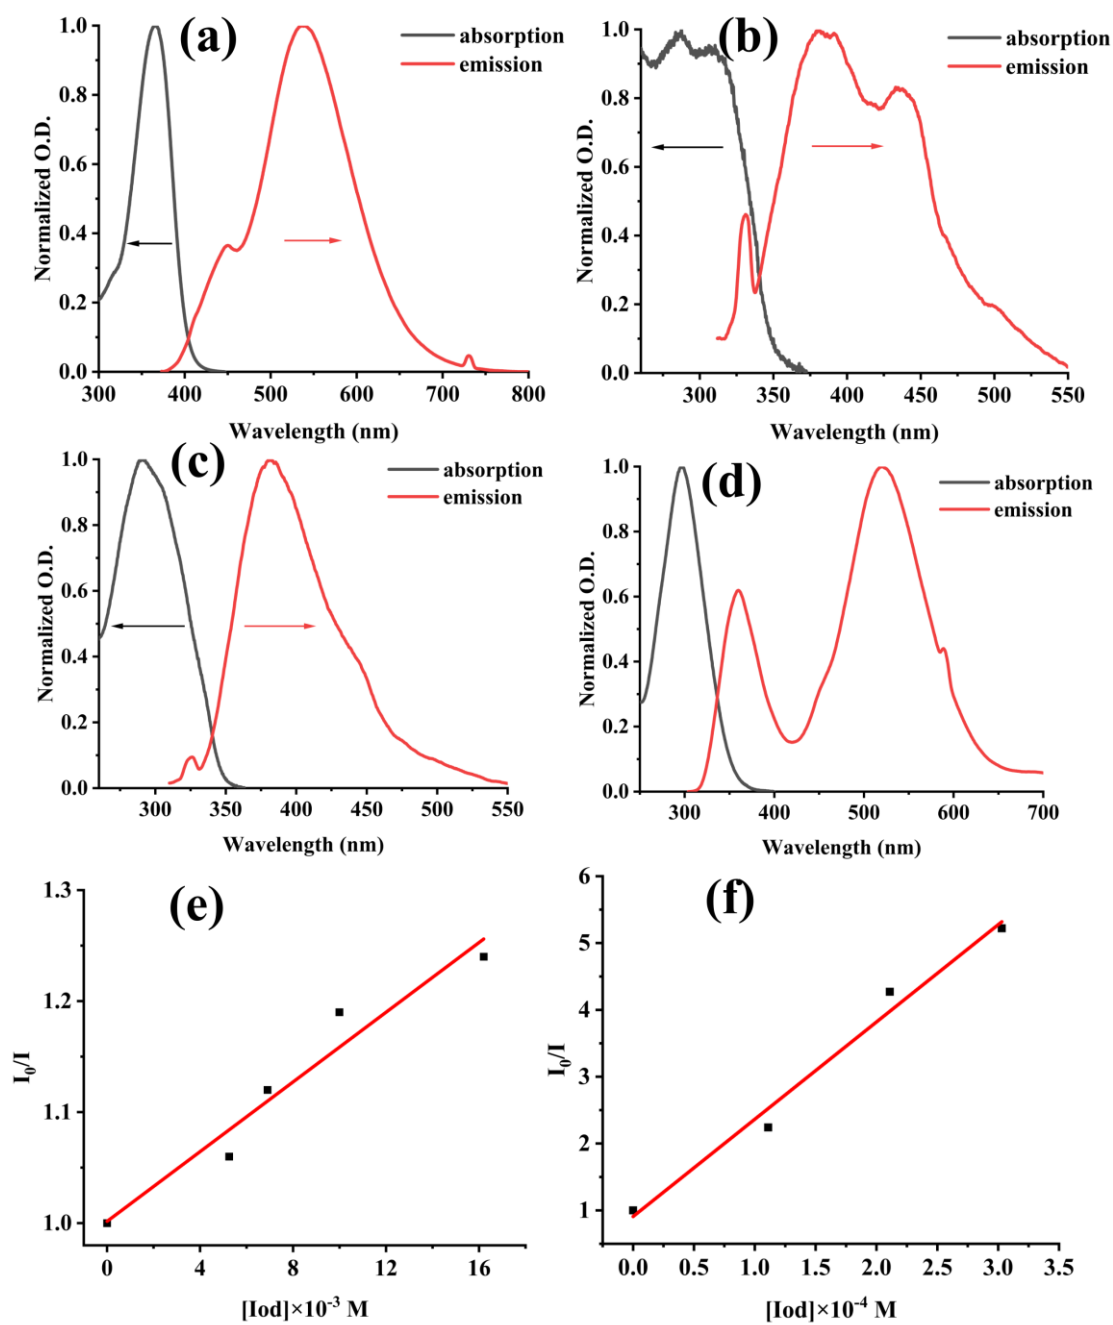 (a)
absorption
emission
1.0
0.8
0.6
0.4
0.2
0.0
Normalized O.D.
300 400 500 600 700 800
Wavelength (nm)
(b)
absorption
emission
1.0
0.8
0.6
0.4
0.2
0.0
Normalized O.D.
300 350 400 450 500 550
Wavelength (nm)
(c)
absorption
emission
1.0
0.8
0.6
0.4
0.2
0.0
Normalized O.D.
300 350 400 450 500 550
Wavelength (nm)
(d)
absorption
emission
1.0
0.8
0.6
0.4
0.2
0.0
Normalized O.D.
300 400 500 600 700
Wavelength (nm)
(e)
1.3
1.2
1.1
1.0
I₀/I
0 4 8 12 16
[Iod]×10⁻³ M
(f)
6
5
4
3
2
1
I₀/I
0.0 0.5 1.0 1.5 2.0 2.5 3.0 3.5
[Iod]×10⁻⁴ M